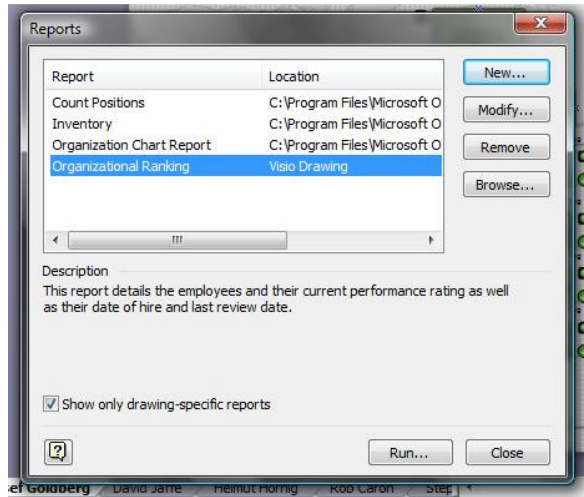 Reports
Report Location New...
Count Positions C:\Program Files\Microsoft O
Modify...
Inventory C:\Program Files\Microsoft O
Organization Chart Report C:\Program Files\Microsoft O
Remove
Organizational Ranking Visio Drawing
Browse...
Description
This report details the employees and their current performance rating as well
as their date of hire and last review date.
Show only drawing-specific reports
Run... Close
sef Goldberg David Jaffe Helmut Hornig Rob Caron Step